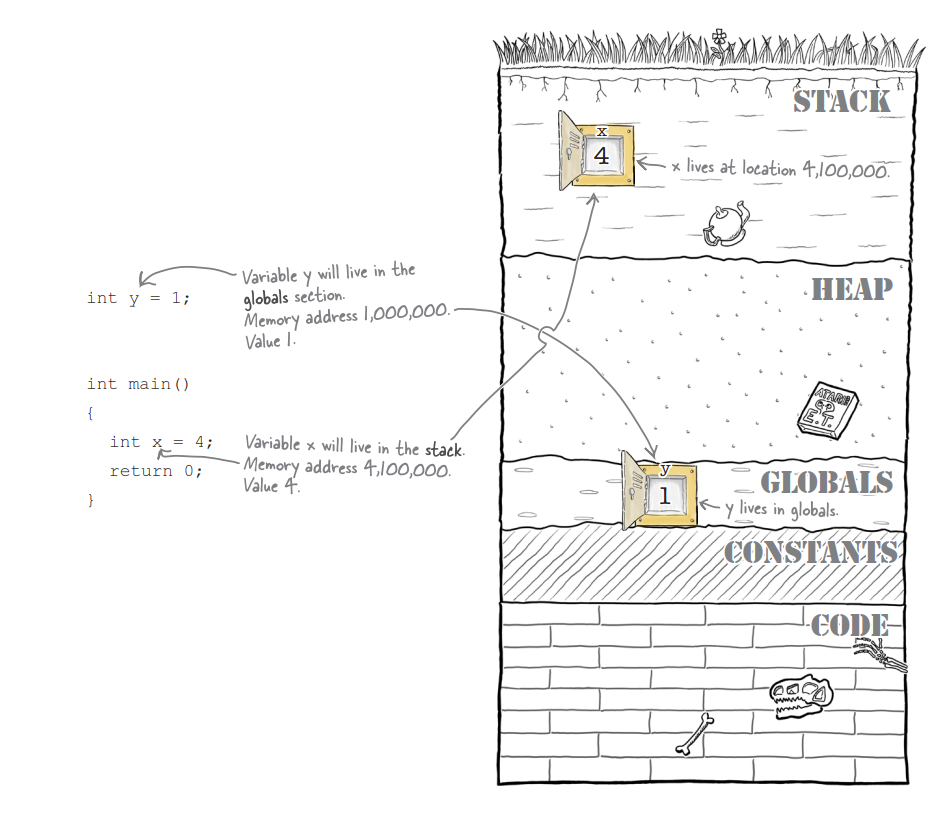 STACK
x
4
x lives at location 4,100,000.
Variable y will live in the
globals section.
Memory address 1,000,000.
Value 1.
int y = 1;
HEAP
int main()
{
int x = 4;
return 0;
}
Variable x will live in the stack.
Memory address 4,100,000.
Value 4.
ATARI
E.T.
y
1
GLOBALS
y lives in globals.
CONSTANTS
CODE